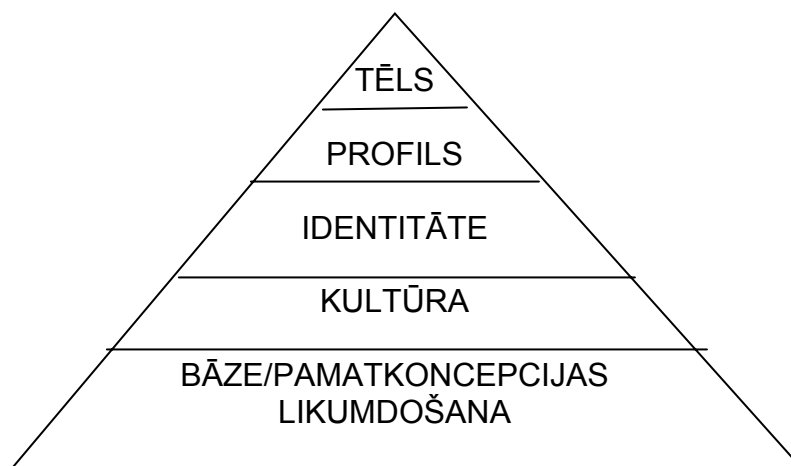 TĒLS
PROFILS
IDENTITĀTE
KULTŪRA
BĀZE/PAMATKONCEPCIJAS
LIKUMDOŠANA